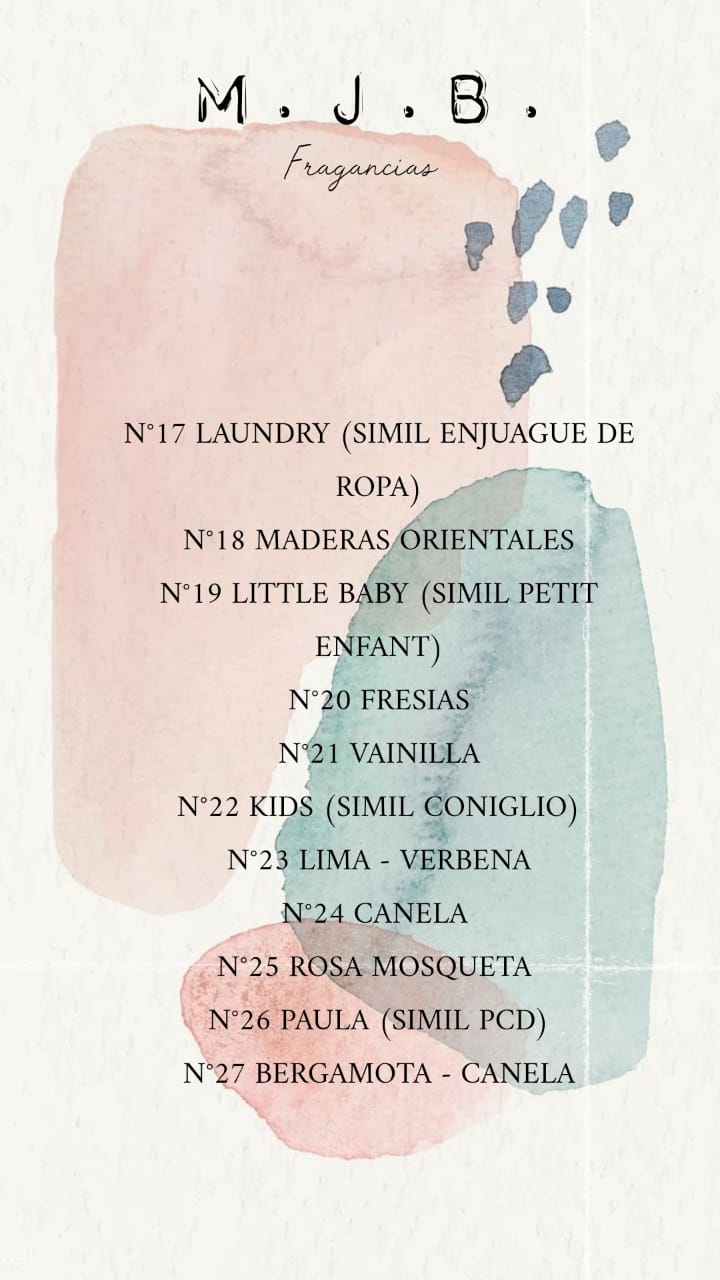 M.J.B.
Fragancias
N°17 LAUNDRY (SIMIL ENJUAGUE DE
ROPA)
N°18 MADERAS ORIENTALES
N°19 LITTLE BABY (SIMIL PETIT
ENFANT)
N°20 FRESIAS
N°21 VAINILLA
N°22 KIDS (SIMIL CONIGLIO)
N°23 LIMA - VERBENA
N°24 CANELA
N°25 ROSA MOSQUETA
N°26 PAULA (SIMIL PCD)
N°27 BERGAMOTA - CANELA